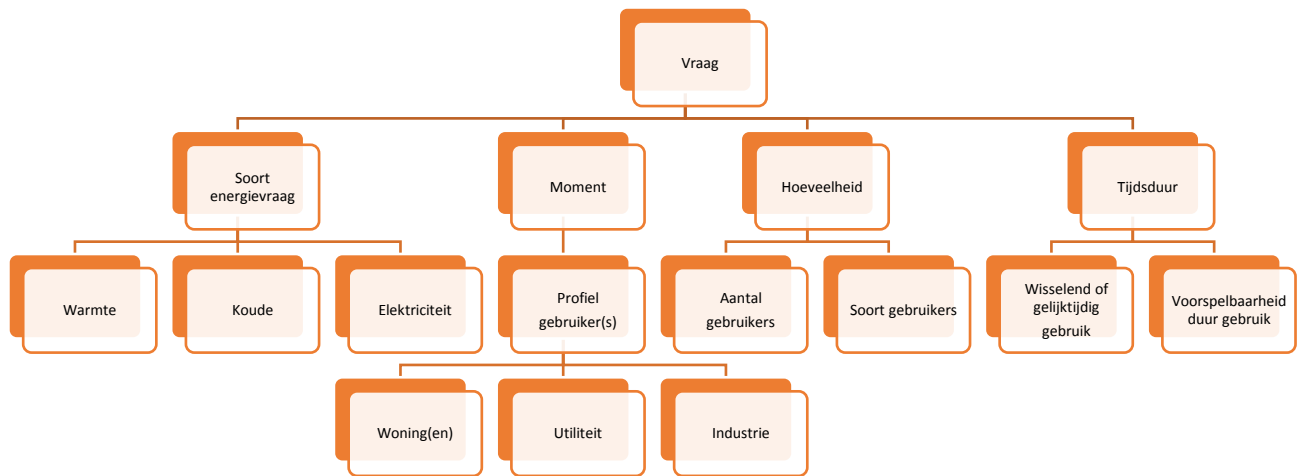 Vraag
Soort
energievraag
Moment
Hoeveelheid
Tijdsduur
Warmte
Koude
Elektriciteit
Profiel
gebruiker(s)
Aantal
gebruikers
Soort gebruikers
Wisselend of
gelijktijdig
gebruik
Voorspelbaarheid
duur gebruik
Woning(en)
Utiliteit
Industrie